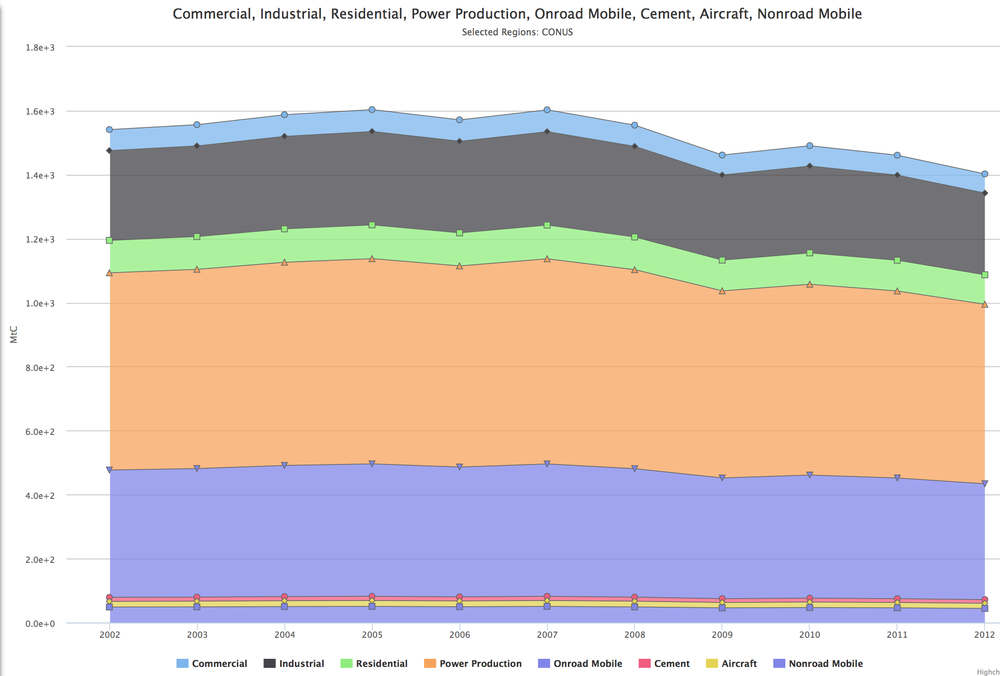 Commercial, Industrial, Residential, Power Production, Onroad Mobile, Cement, Aircraft, Nonroad Mobile
Selected Regions: CONUS
1.8e+3
1.6e+3
1.4e+3
1.2e+3
1.0e+3
8.0e+2
6.0e+2
4.0e+2
2.0e+2
0.0e+0
MtC
2002 2003 2004 2005 2006 2007 2008 2009 2010 2011 2012
Commercial Industrial Residential Power Production Onroad Mobile Cement Aircraft Nonroad Mobile
Highch